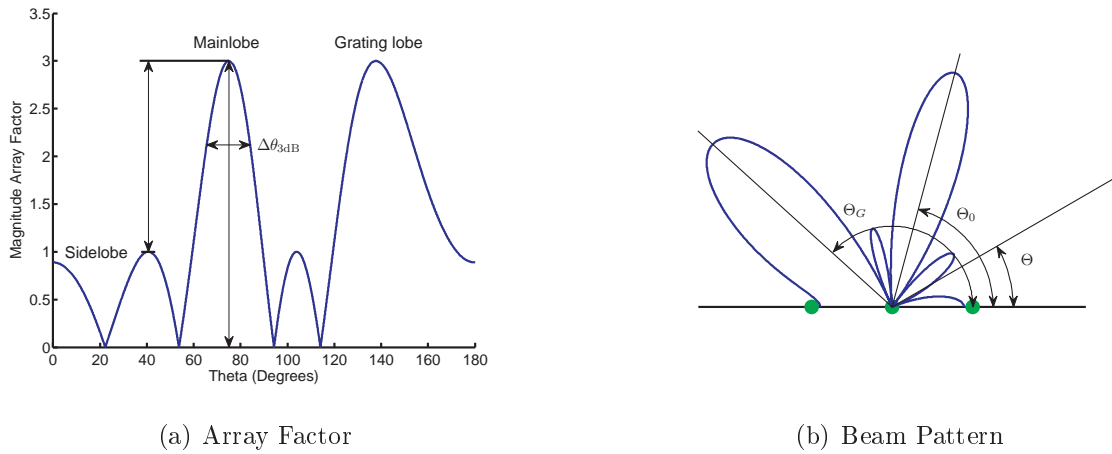 3.5
3
2.5
2
1.5
1
0.5
0
Magnitude Array Factor
Mainlobe
Grating lobe
Sidelobe
Δθ3dB
0 20 40 60 80 100 120 140 160 180
Theta (Degrees)
(a) Array Factor
ΘG
Θ0
Θ
(b) Beam Pattern